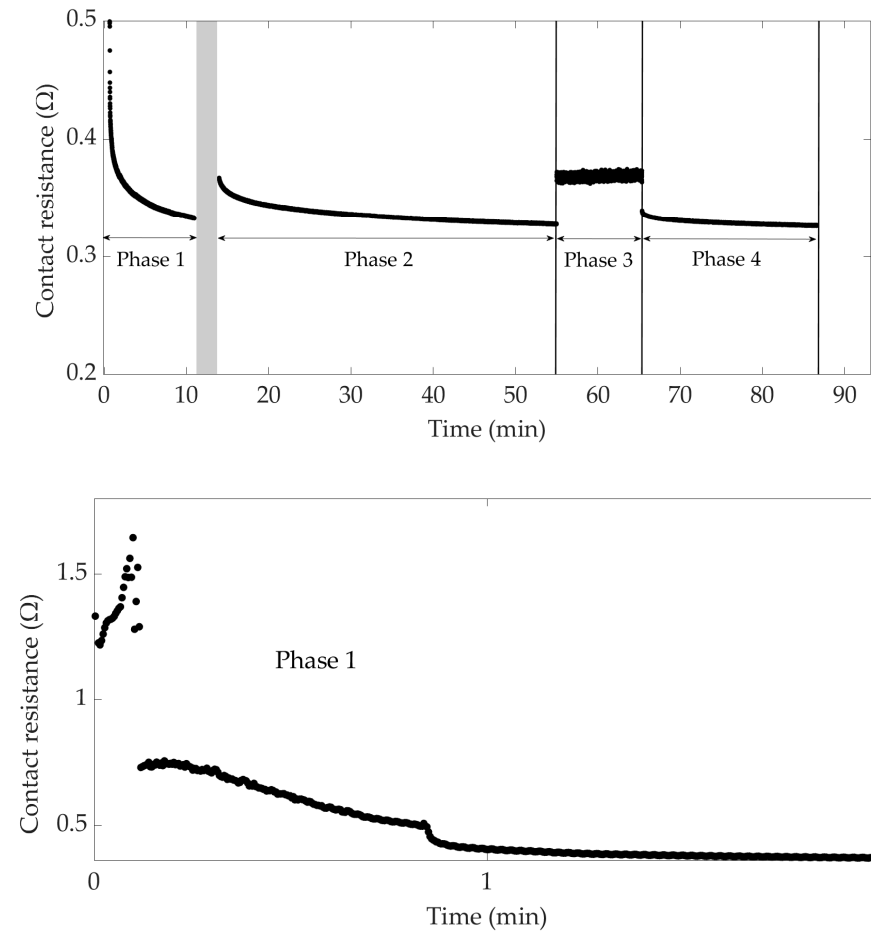 0.5
0.4
0.3
0.2
Contact resistance (Ω)
Phase 1
Phase 2
Phase 3
Phase 4
0 10 20 30 40 50 60 70 80 90
Time (min)
1.5
1
0.5
Contact resistance (Ω)
Phase 1
0 1
Time (min)